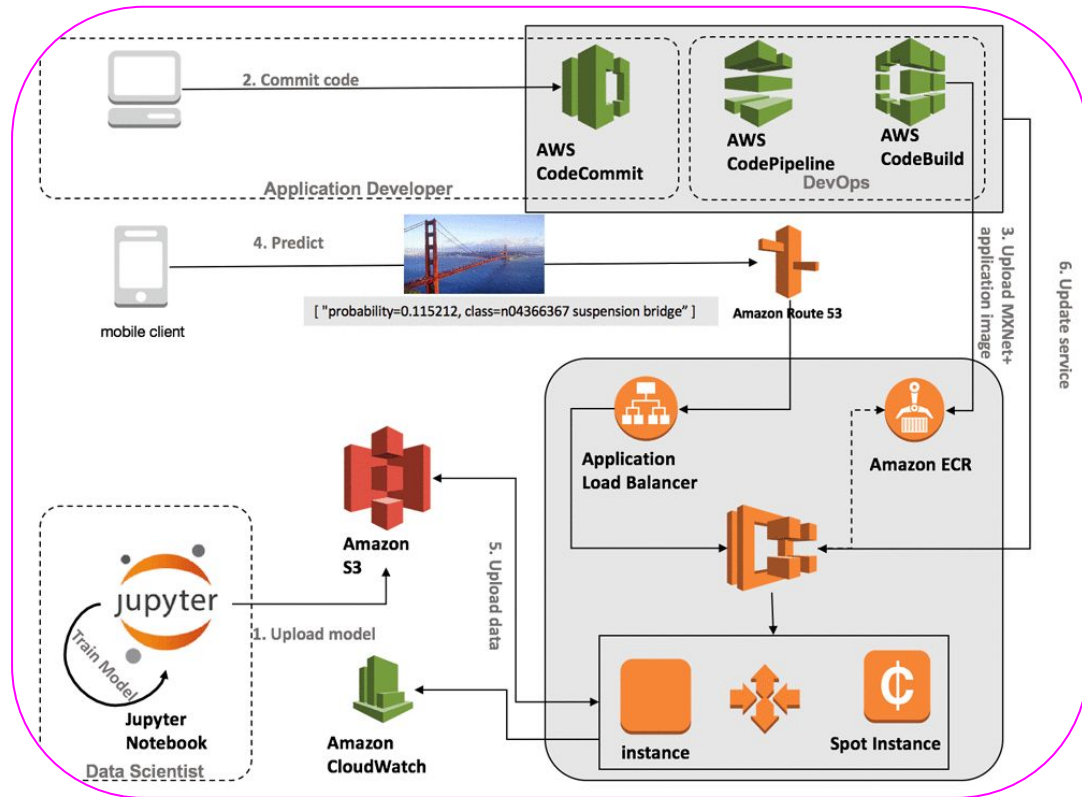 2. Commit code
AWS
CodeCommit
AWS
CodePipeline
AWS
CodeBuild
Application Developer
DevOps
4. Predict
[ "probability=0.115212, class=n04366367 suspension bridge” ]
mobile client
Amazon Route 53
3. Upload MXNet+
application image
6. Update service
Application
Load Balancer
Amazon ECR
Amazon
S3
5. Upload data
jupyter
Train Model
1. Upload model
Jupyter
Notebook
Data Scientist
Amazon
CloudWatch
instance
¢
Spot Instance